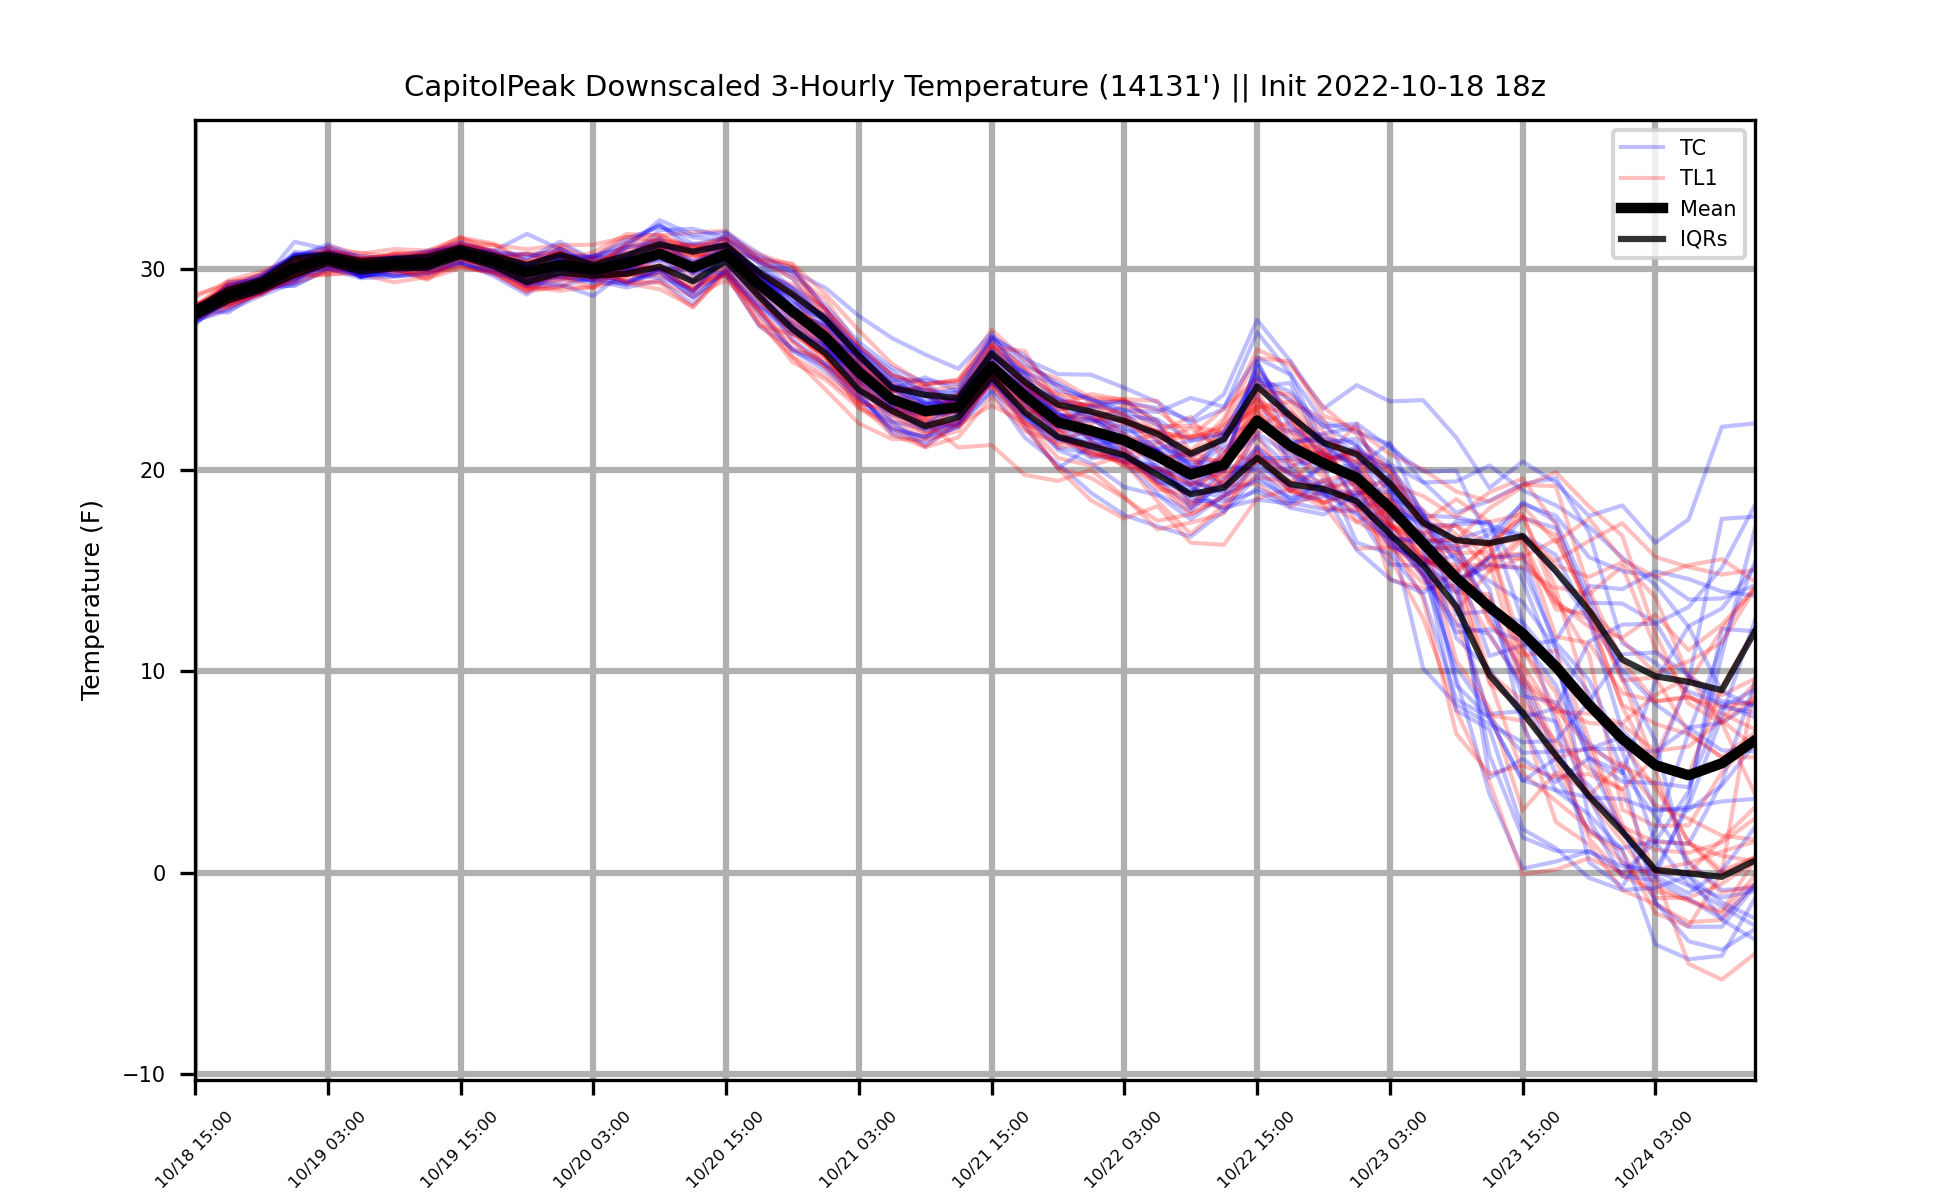 CapitolPeak Downscaled 3-Hourly Temperature (14131') || Init 2022-10-18 18z
TC
TL1
Mean
IQRs
Temperature (F)
30
20
10
0
−10
10/18 15:00
10/19 03:00
10/19 15:00
10/20 03:00
10/20 15:00
10/21 03:00
10/21 15:00
10/22 03:00
10/22 15:00
10/23 03:00
10/23 15:00
10/24 03:00